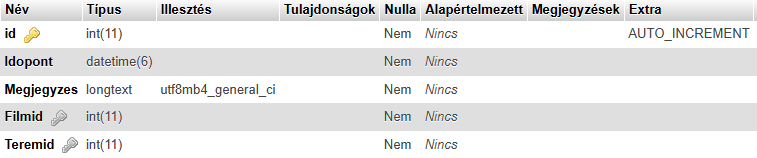 Név Típus Illesztés Tulajdonságok Nulla Alapértelmezett Megjegyzések Extra
id int(11) Nem Nincs AUTO_INCREMENT
Idopont datetime(6) Nem Nincs
Megjegyzes longtext utf8mb4_general_ci Nem Nincs
Filmid int(11) Nem Nincs
Teremid int(11) Nem Nincs